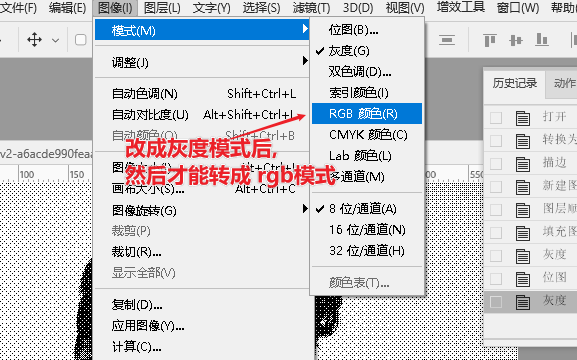 文件(F) 编辑(E) 图像(I) 图层(L) 文字(Y) 选择(S) 滤镜(T) 3D(D) 视图(V) 增效工具 窗口(W) 帮助(
模式(M)
调整(J)
自动色调(N) Shift+Ctrl+L
自动对比度(U) Alt+Shift+Ctrl+L
自动颜色(O) Shift+Ctrl+B
图像大小(I)... Alt+Ctrl+I
画布大小(S)...
图像旋转(G)
裁剪(P)
裁切(R)...
显示全部(V)
复制(D)...
应用图像(Y)...
计算(C)...
位图(B)...
灰度(G)
双色调(D)...
索引颜色(I)
RGB 颜色(R)
CMYK 颜色(C)
Lab 颜色(L)
多通道(M)
8 位/通道(A)
16 位/通道(N)
32 位/通道(H)
颜色表(T)...
改成灰度模式后,
然后才能转成 rgb模式
v2-a6acde990feaa
100 150 550
历史记录 动作
打开
转换为
描边
新建图
图层顺
填充图
灰度
位图
灰度